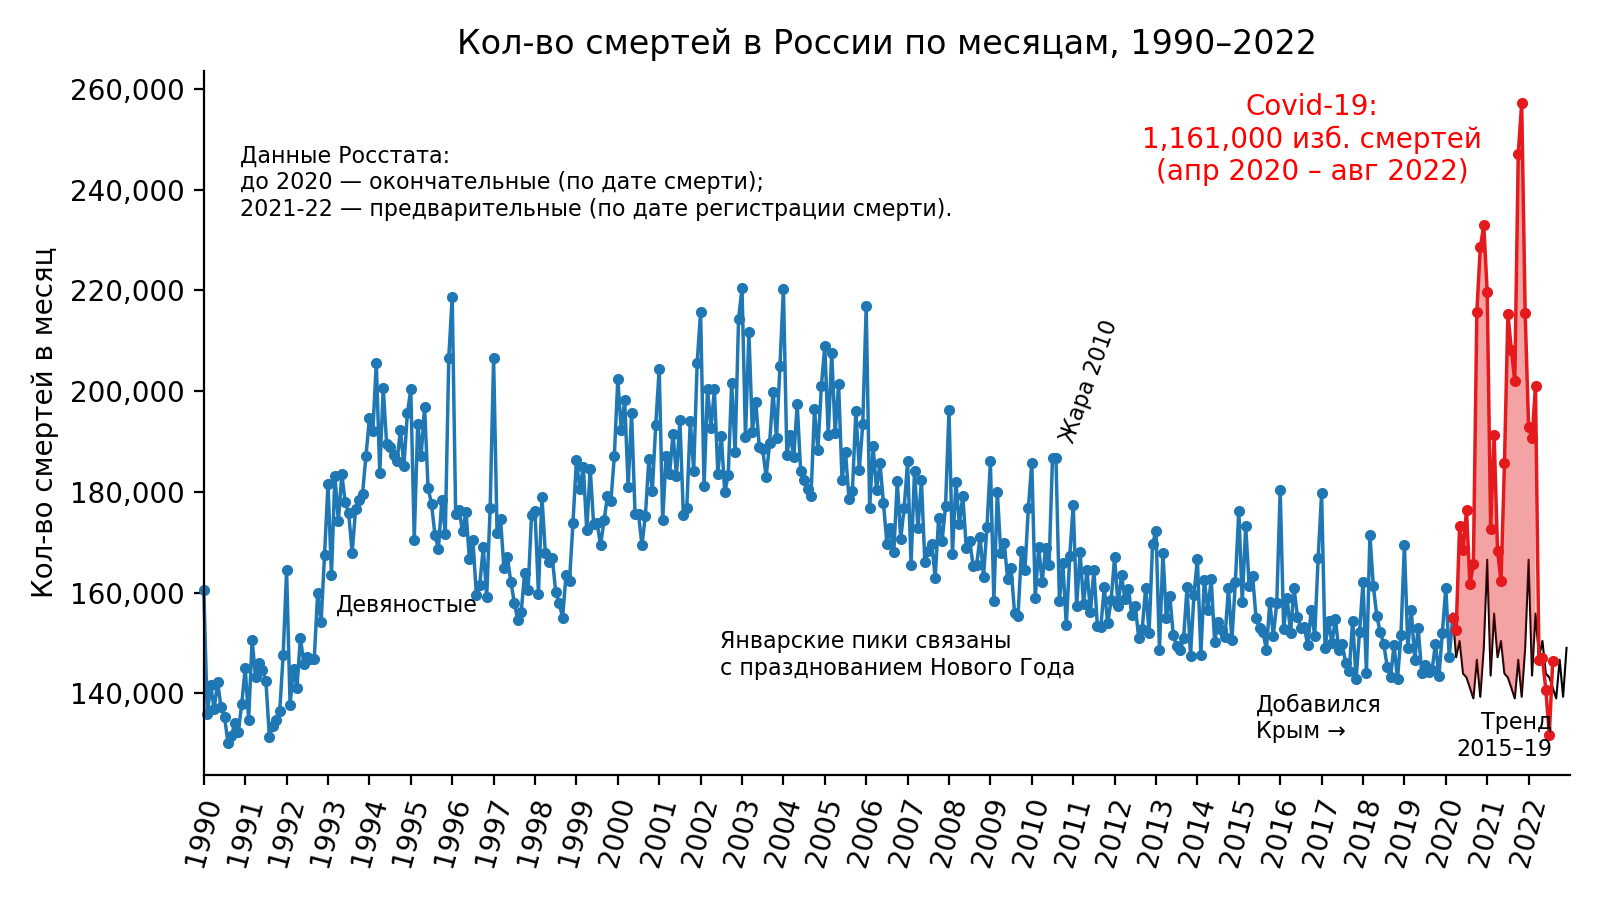 Кол-во смертей в России по месяцам, 1990–2022
Кол-во смертей в месяц
260,000
240,000
220,000
200,000
180,000
160,000
140,000
Covid-19:
1,161,000 изб. смертей
(апр 2020 – авг 2022)
Данные Росстата:
до 2020 — окончательные (по дате смерти);
2021-22 — предварительные (по дате регистрации смерти).
Жара 2010
Девяностые
Январские пики связаны
с празднованием Нового Года
Добавился
Крым →
Тренд
2015–19
1990
1991
1992
1993
1994
1995
1996
1997
1998
1999
2000
2001
2002
2003
2004
2005
2006
2007
2008
2009
2010
2011
2012
2013
2014
2015
2016
2017
2018
2019
2020
2021
2022